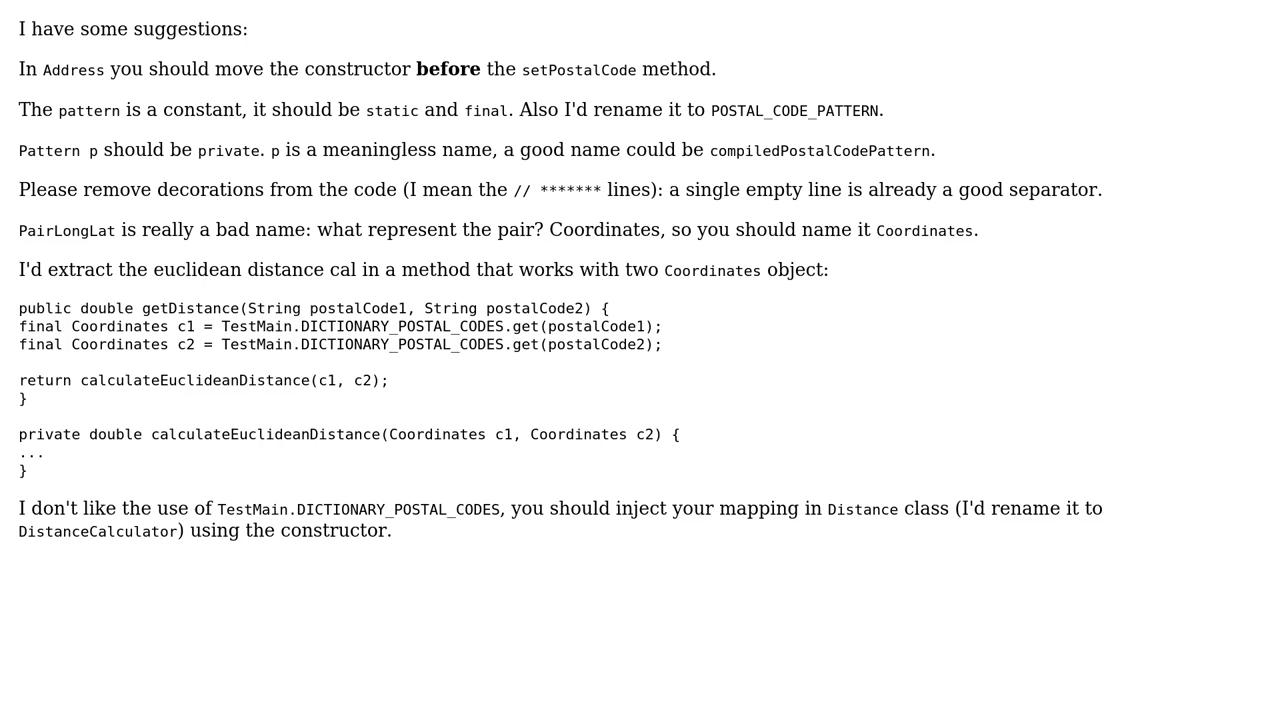 I have some suggestions:
In Address you should move the constructor before the setPostalCode method.
The pattern is a constant, it should be static and final. Also I'd rename it to POSTAL_CODE_PATTERN.
Pattern p should be private. p is a meaningless name, a good name could be compiledPostalCodePattern.
Please remove decorations from the code (I mean the // ******* lines): a single empty line is already a good separator.
PairLongLat is really a bad name: what represent the pair? Coordinates, so you should name it Coordinates.
I'd extract the euclidean distance cal in a method that works with two Coordinates object:
public double getDistance(String postalCode1, String postalCode2) {
final Coordinates c1 = TestMain.DICTIONARY_POSTAL_CODES.get(postalCode1);
final Coordinates c2 = TestMain.DICTIONARY_POSTAL_CODES.get(postalCode2);
return calculateEuclideanDistance(c1, c2);
}
private double calculateEuclideanDistance(Coordinates c1, Coordinates c2) {
...
}
I don't like the use of TestMain.DICTIONARY_POSTAL_CODES, you should inject your mapping in Distance class (I'd rename it to
DistanceCalculator) using the constructor.